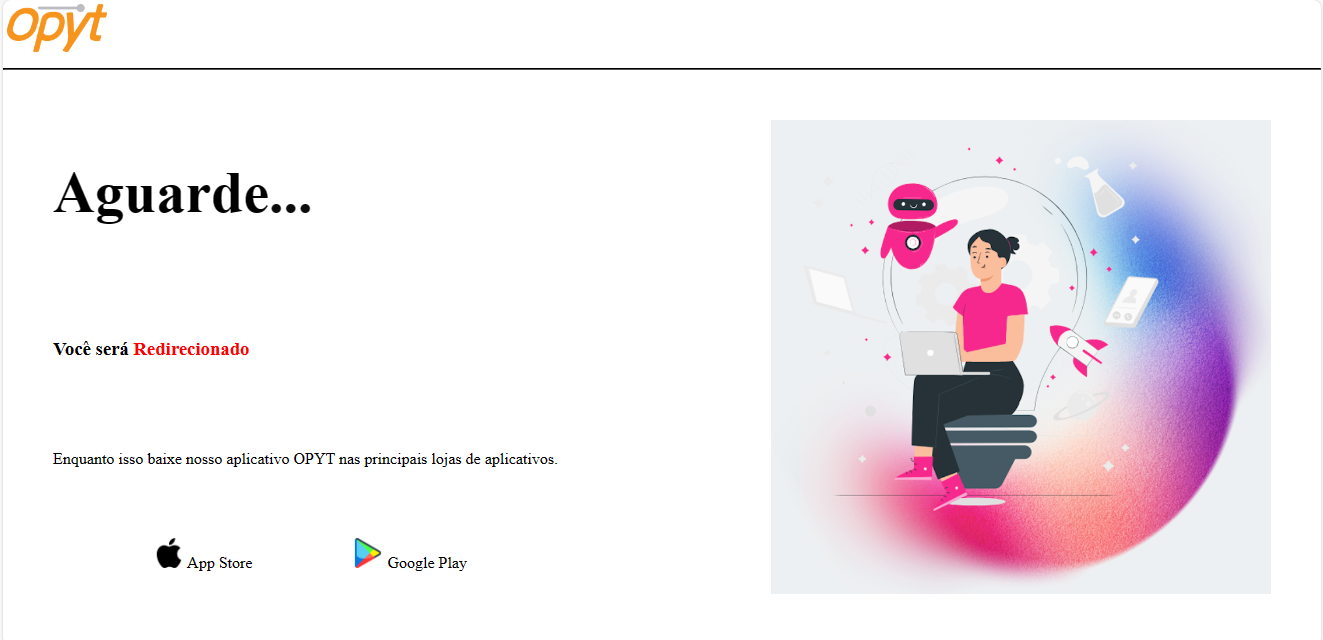 Opyt
Aguarde...
Você será Redirecionado
Enquanto isso baixe nosso aplicativo OPYT nas principais lojas de aplicativos.
App Store
Google Play